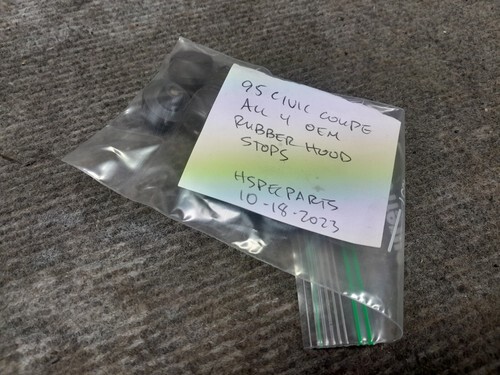 95 CIVIC COUPE
ALL 4 OEM
RUBBER HOOD
STOPS
HSPECPARTS
10-18-2023